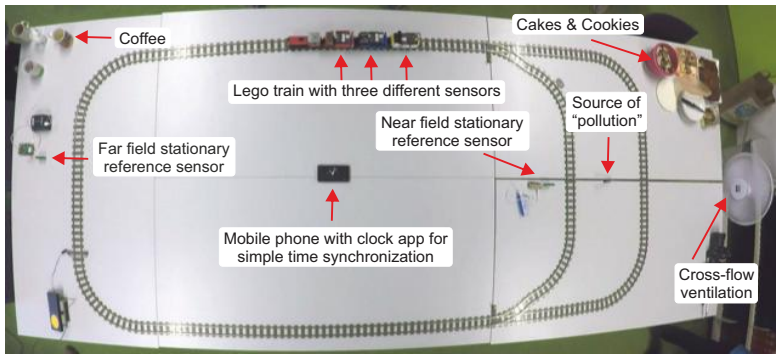 Coffee
Cakes & Cookies
Lego train with three different sensors
Source of
“pollution”
Near field stationary
reference sensor
Far field stationary
reference sensor
Mobile phone with clock app for
simple time synchronization
Cross-flow
ventilation